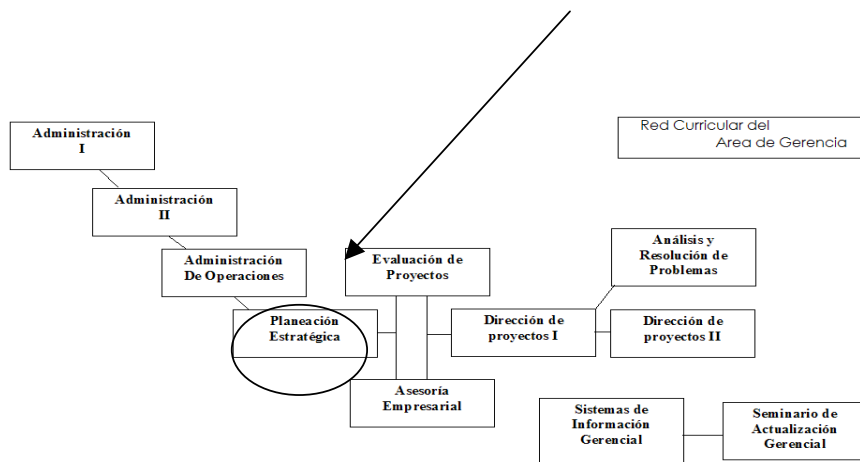 Red Curricular del
Area de Gerencia
Administración
I
Administración
II
Administración
De Operaciones
Planeación
Estratégica
Evaluación de
Proyectos
Asesoría
Empresarial
Dirección de
proyectos I
Análisis y
Resolución de
Problemas
Dirección de
proyectos II
Sistemas de
Información
Gerencial
Seminario de
Actualización
Gerencial